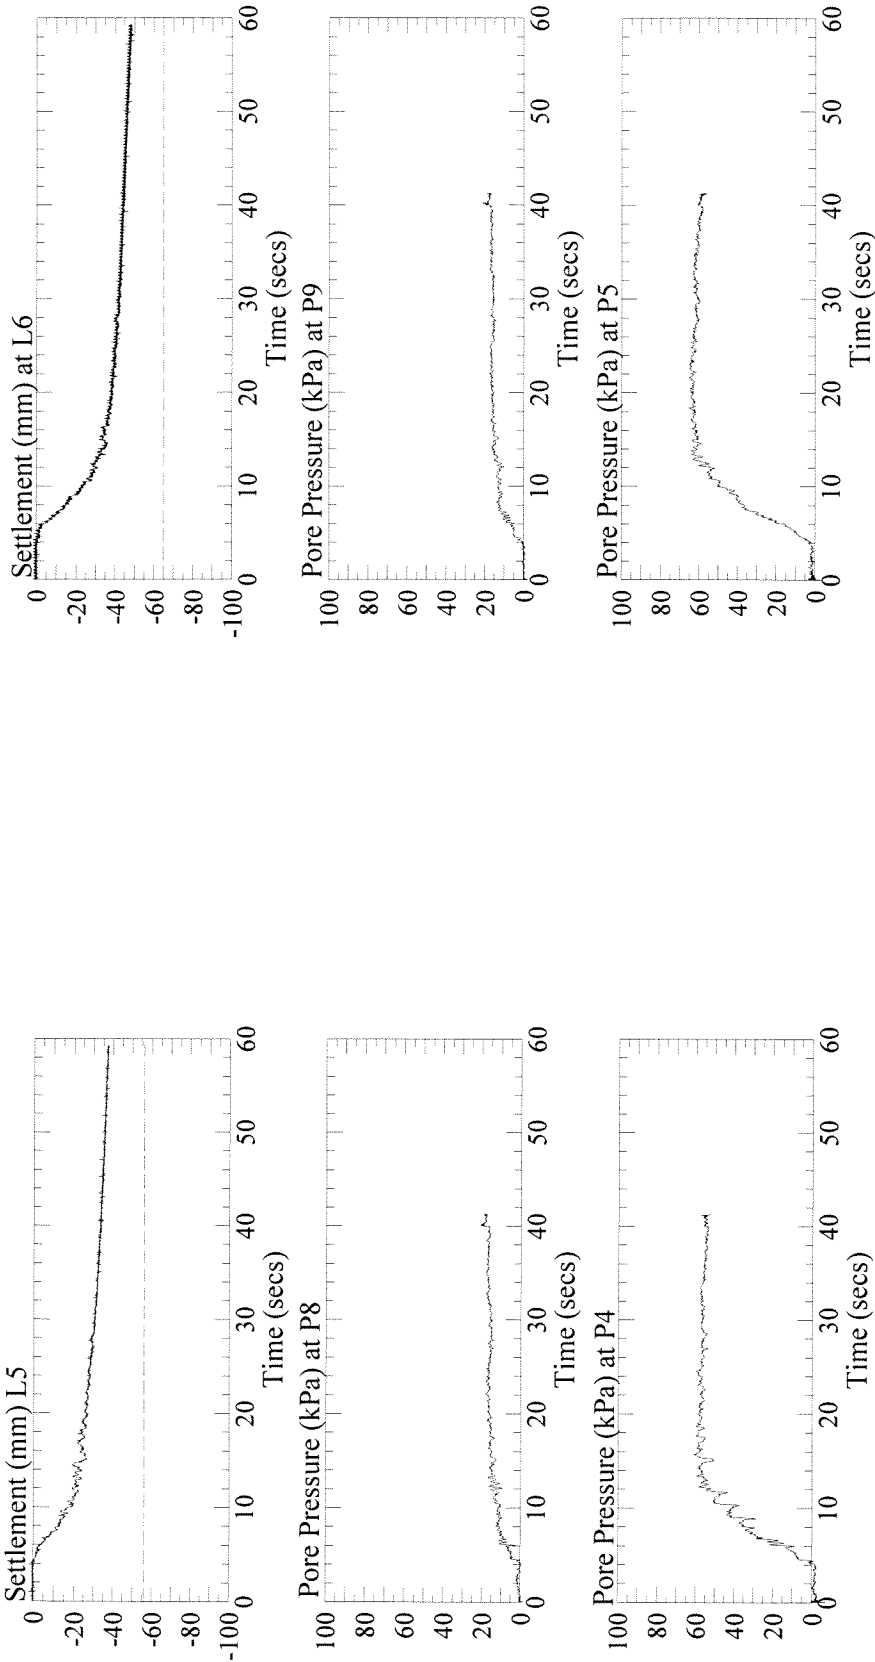 Settlement (mm) at L6
0
-20
-40
-60
-80
-100
0 10 20 30 40 50 60
Time (secs)
Pore Pressure (kPa) at P9
100
80
60
40
20
0
0 10 20 30 40 50 60
Time (secs)
Pore Pressure (kPa) at P5
100
80
60
40
20
0
0 10 20 30 40 50 60
Time (secs)
Settlement (mm) L5
0
-20
-40
-60
-80
-100
0 10 20 30 40 50 60
Time (secs)
Pore Pressure (kPa) at P8
100
80
60
40
20
0
0 10 20 30 40 50 60
Time (secs)
Pore Pressure (kPa) at P4
100
80
60
40
20
0
0 10 20 30 40 50 60
Time (secs)